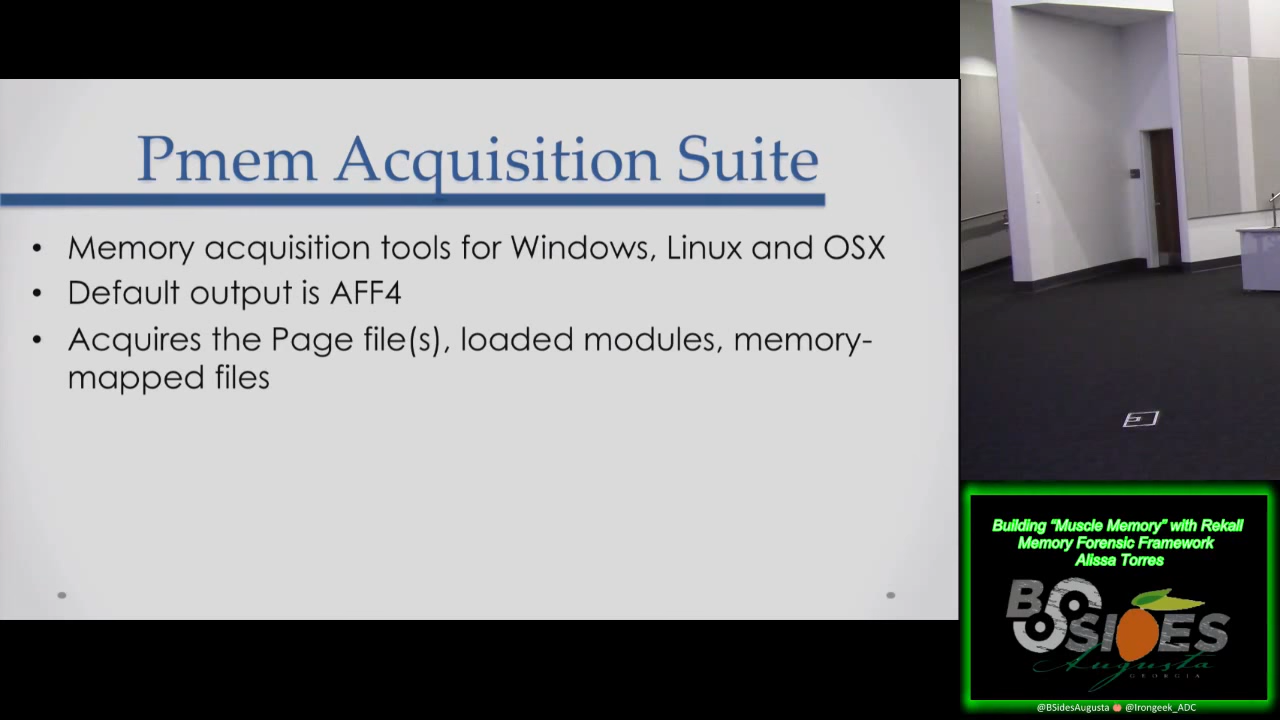 Pmem Acquisition Suite
• Memory acquisition tools for Windows, Linux and OSX
• Default output is AFF4
• Acquires the Page file(s), loaded modules, memory-
mapped files
Building “Muscle Memory” with Rekall
Memory Forensic Framework
Alissa Torres
BSIDES
Augusta
GEORGIA
@BSidesAugusta @Irongeek_ADC